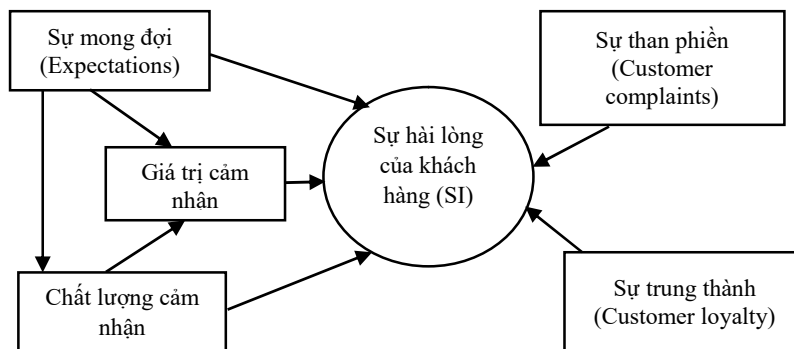 Sự mong đợi
(Expectations)
Sự than phiền
(Customer
complaints)
Sự hài lòng
của khách
hàng (SI)
Giá trị cảm
nhận
Chất lượng cảm
nhận
Sự trung thành
(Customer loyalty)